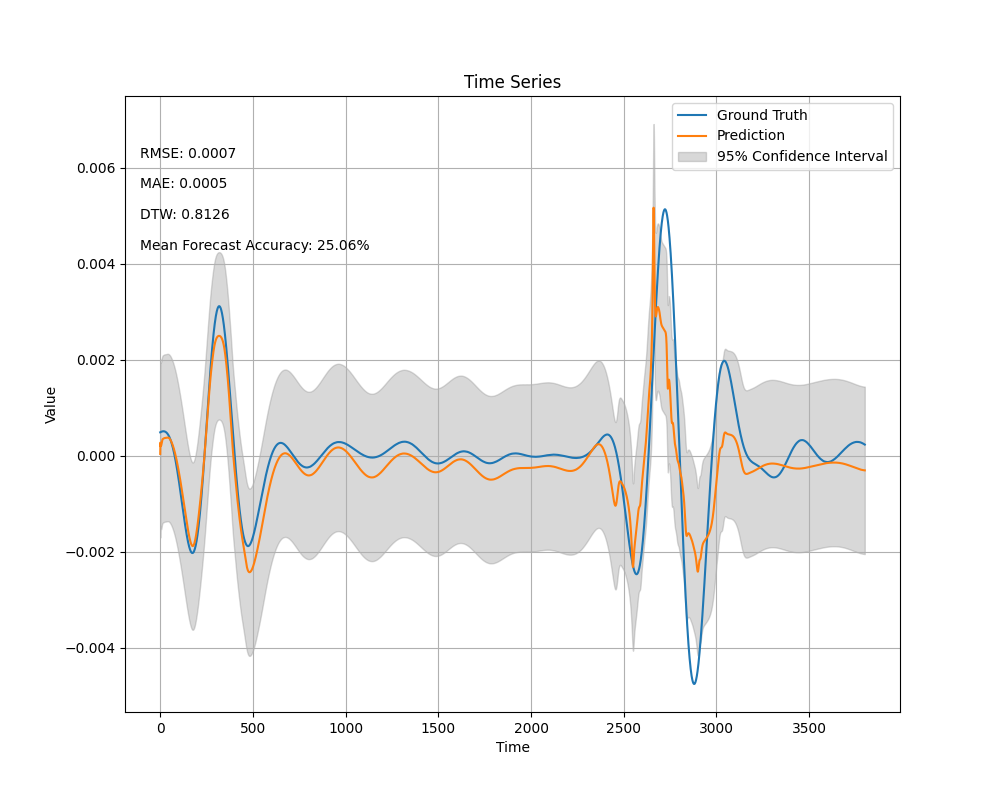 Time Series
Ground Truth
Prediction
95% Confidence Interval
RMSE: 0.0007
MAE: 0.0005
DTW: 0.8126
Mean Forecast Accuracy: 25.06%
Value
0.006
0.004
0.002
0.000
−0.002
−0.004
0 500 1000 1500 2000 2500 3000 3500
Time